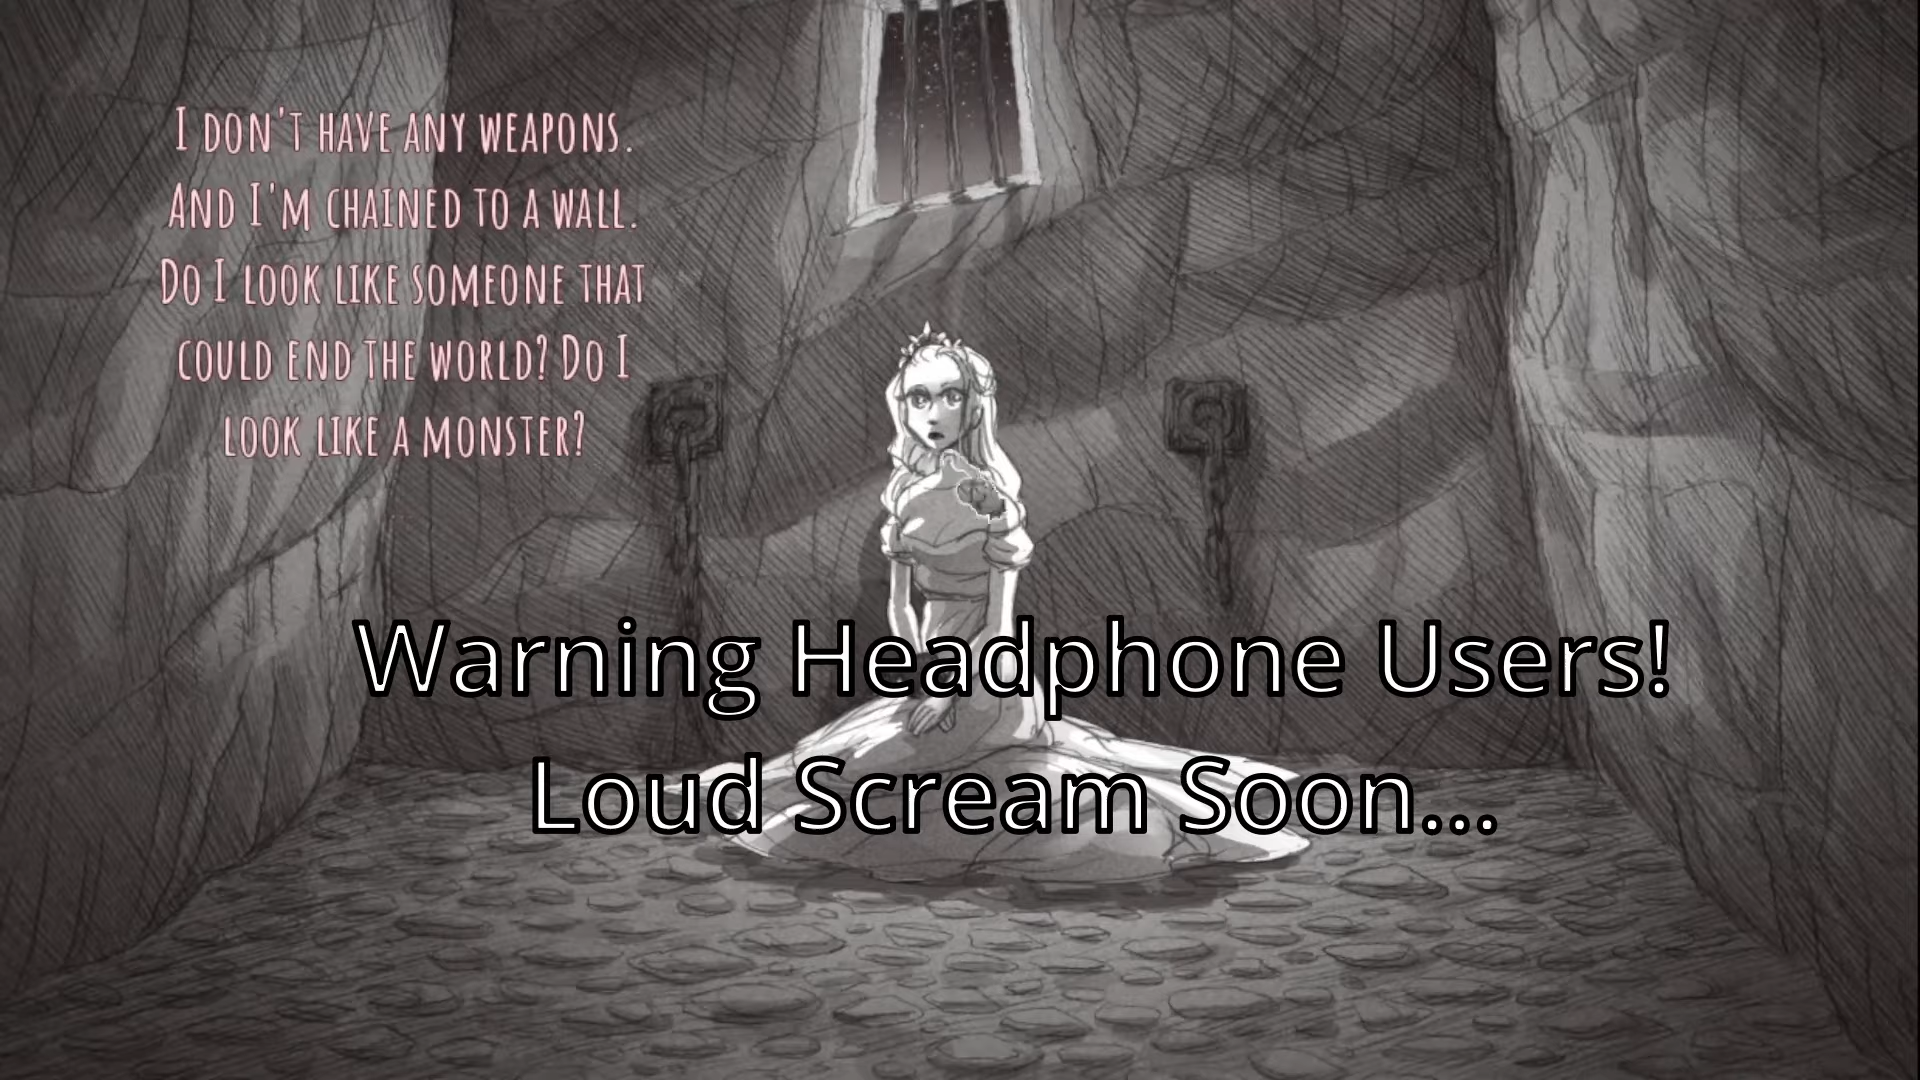 I DON'T HAVE ANY WEAPONS.
AND I'M CHAINED TO A WALL.
DO I LOOK LIKE SOMEONE THAT
COULD END THE WORLD? DO I
LOOK LIKE A MONSTER?
Warning Headphone Users!
Loud Scream Soon...